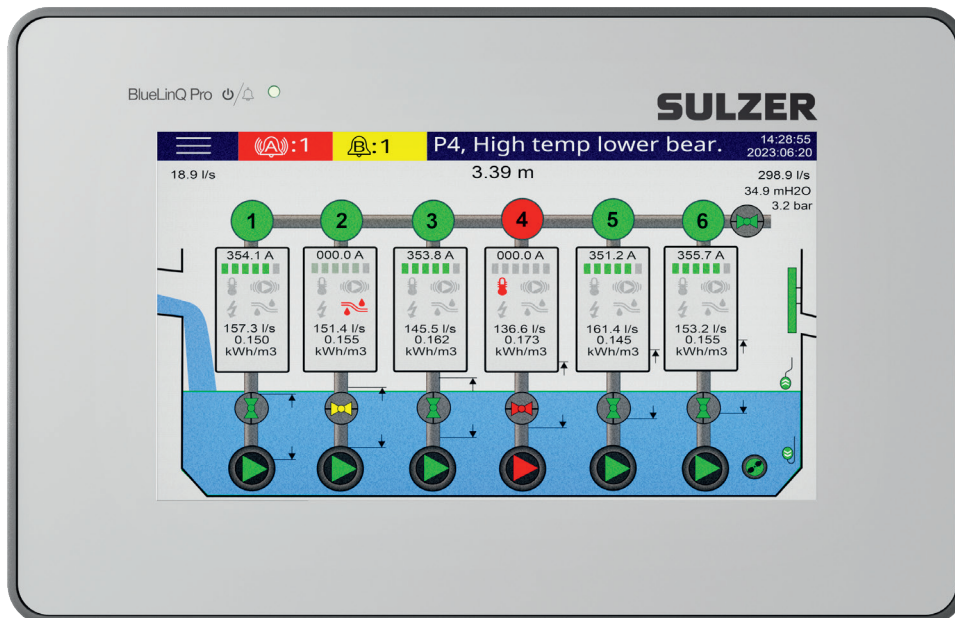 BlueLinQ Pro
SULZER
A:1
B:1
P4, High temp lower bear.
14:28:55
2023:06:20
18.9 l/s
3.39 m
298.9 l/s
34.9 mH2O
3.2 bar
1 2 3 4 5 6
354.1 A 000.0 A 353.8 A 000.0 A 351.2 A 355.7 A
157.3 l/s 151.4 l/s 145.5 l/s 136.6 l/s 161.4 l/s 153.2 l/s
0.150 0.155 0.162 0.173 0.145 0.155
kWh/m3 kWh/m3 kWh/m3 kWh/m3 kWh/m3 kWh/m3